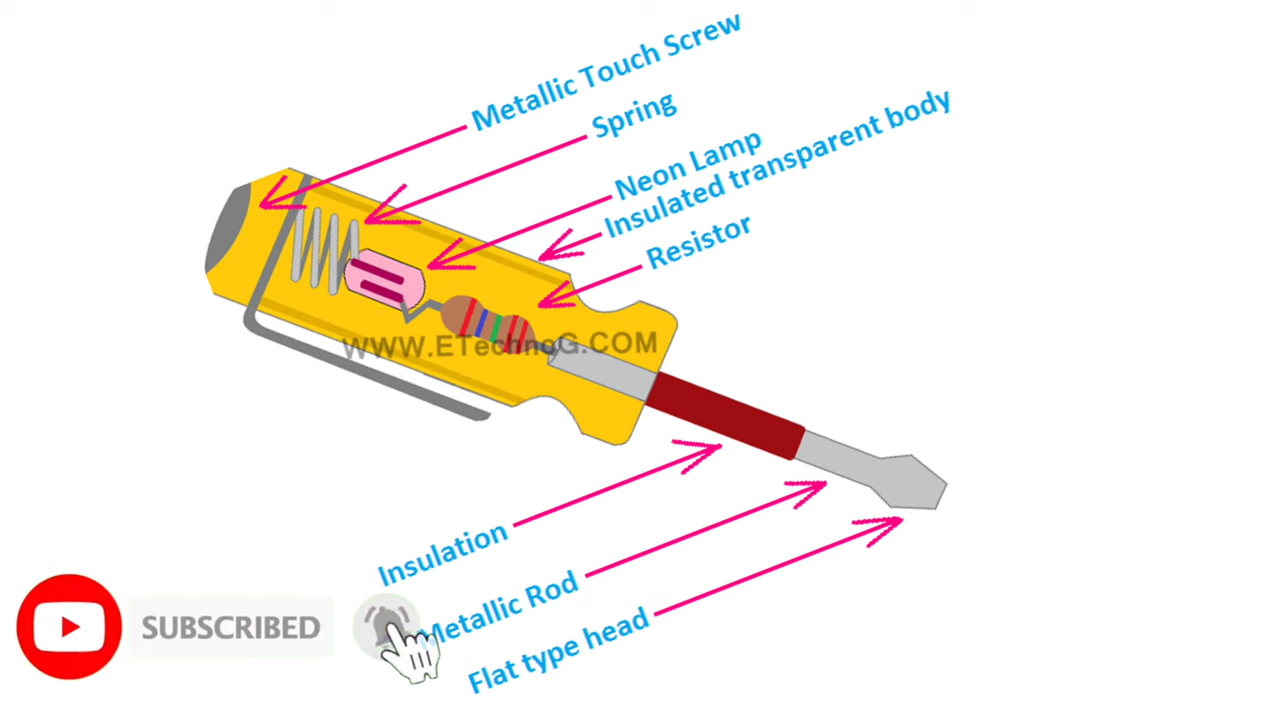 Metallic Touch Screw
Spring
Neon Lamp
Insulated transparent body
Resistor
WWW.ETechnoG.COM
Insulation
Metallic Rod
Flat type head
SUBSCRIBED